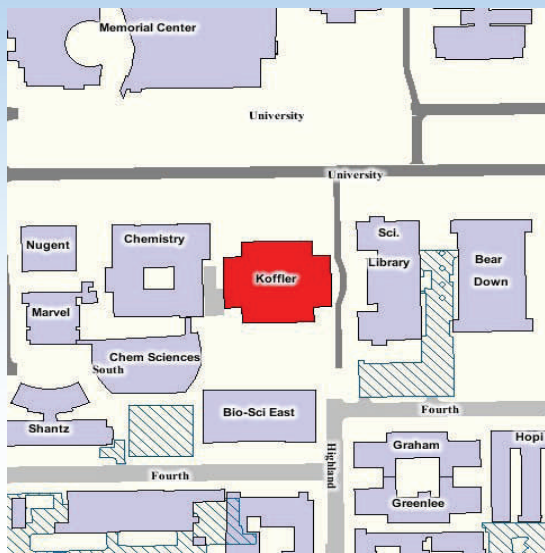 Memorial Center
University
University
Nugent
Chemistry
Sci.
Library
Koffler
Bear
Down
Marvel
Chem Sciences
South
Shantz
Bio-Sci East
Fourth
Highland
Graham
Hopi
Fourth
Greenlee